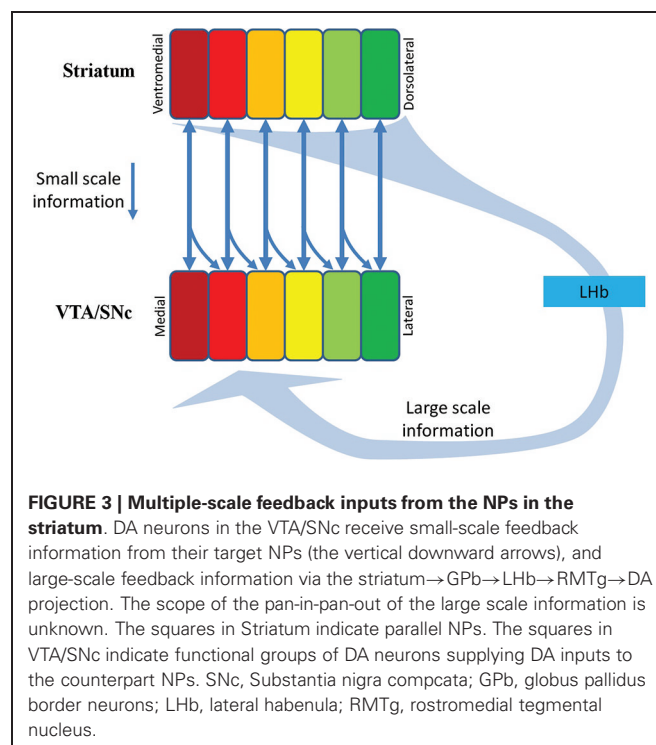 Striatum
Ventromedial
Dorsolateral
Small scale
information
LHb
VTA/SNc
Medial
Lateral
Large scale
information
FIGURE 3 | Multiple-scale feedback inputs from the NPs in the
striatum. DA neurons in the VTA/SNc receive small-scale feedback
information from their target NPs (the vertical downward arrows), and
large-scale feedback information via the striatum→GPb→LHb→RMTg→DA
projection. The scope of the pan-in-pan-out of the large scale information is
unknown. The squares in Striatum indicate parallel NPs. The squares in
VTA/SNc indicate functional groups of DA neurons supplying DA inputs to
the counterpart NPs. SNc, Substantia nigra compcata; GPb, globus pallidus
border neurons; LHb, lateral habenula; RMTg, rostromedial tegmental
nucleus.